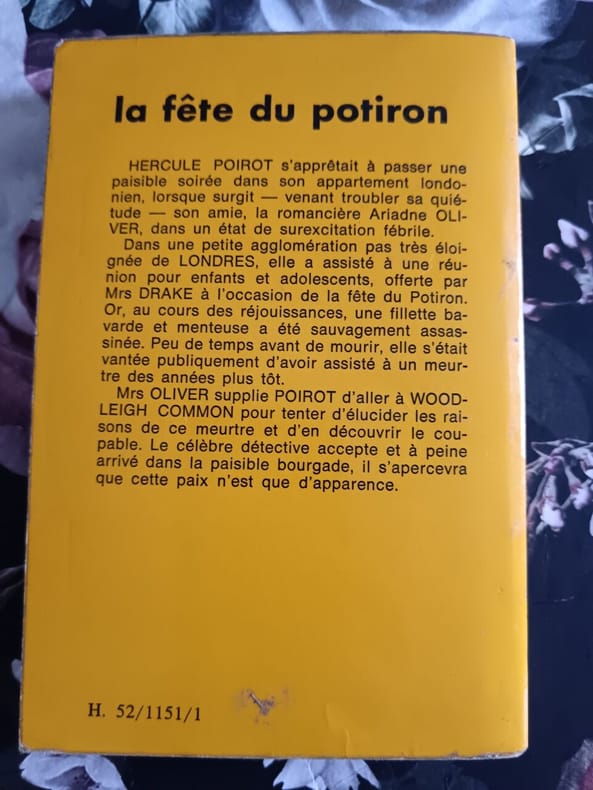 la fête du potiron
HERCULE POIROT s'apprêtait à passer une
paisible soirée dans son appartement londo-
nien, lorsque surgit — venant troubler sa quié-
tude — son amie, la romancière Ariadne OLI-
VER, dans un état de surexcitation fébrile.
Dans une petite agglomération pas très éloi-
gnée de LONDRES, elle a assisté à une réu-
nion pour enfants et adolescents, offerte par
Mrs DRAKE à l'occasion de la fête du Potiron.
Or, au cours des réjouissances, une fillette ba-
varde et menteuse a été sauvagement assas-
sinée. Peu de temps avant de mourir, elle s'était
vantée publiquement d'avoir assisté à un meur-
tre des années plus tôt.
Mrs OLIVER supplie POIROT d'aller à WOOD-
LEIGH COMMON pour tenter d'élucider les rai-
sons de ce meurtre et d'en découvrir le cou-
pable. Le célèbre détective accepte et à peine
arrivé dans la paisible bourgade, il s'apercevra
que cette paix n'est que d'apparence.
H. 52/1151/1